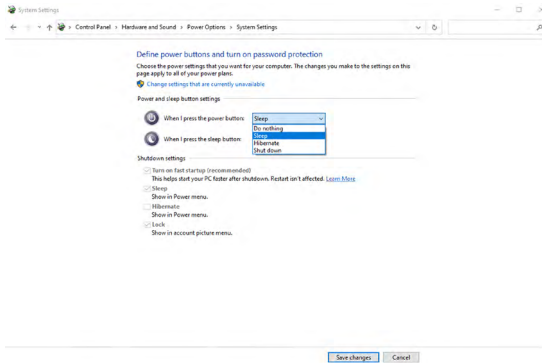 System Settings
Control Panel > Hardware and Sound > Power Options > System Settings
Define power buttons and turn on password protection
Choose the power settings that you want for your computer. The changes you make to the settings on this
page apply to all of your power plans.
Change settings that are currently unavailable
Power and sleep button settings
When I press the power button: Sleep
Do nothing
Sleep
When I press the sleep button: Hibernate
Shut down
Shutdown settings
Turn on fast startup (recommended)
This helps start your PC faster after shutdown. Restart isn't affected. Learn More
Sleep
Show in Power menu.
Hibernate
Show in Power menu.
Lock
Show in account picture menu.
Save changes Cancel